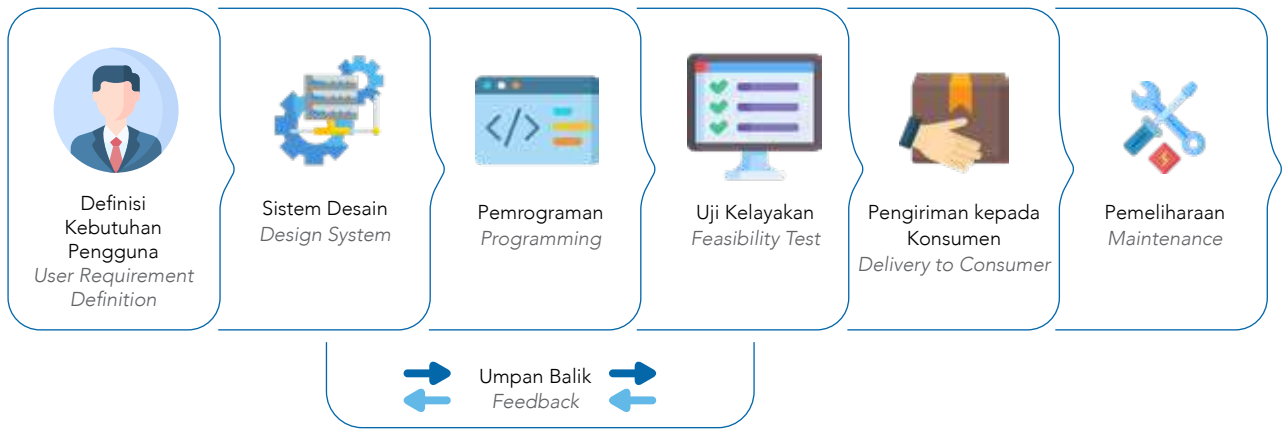 Definisi
Kebutuhan
Pengguna
User Requirement
Definition
Sistem Desain
Design System
</>
Pemrograman
Programming
Uji Kelayakan
Feasibility Test
Pengiriman kepada
Konsumen
Delivery to Consumer
Pemeliharaan
Maintenance
Umpan Balik
Feedback